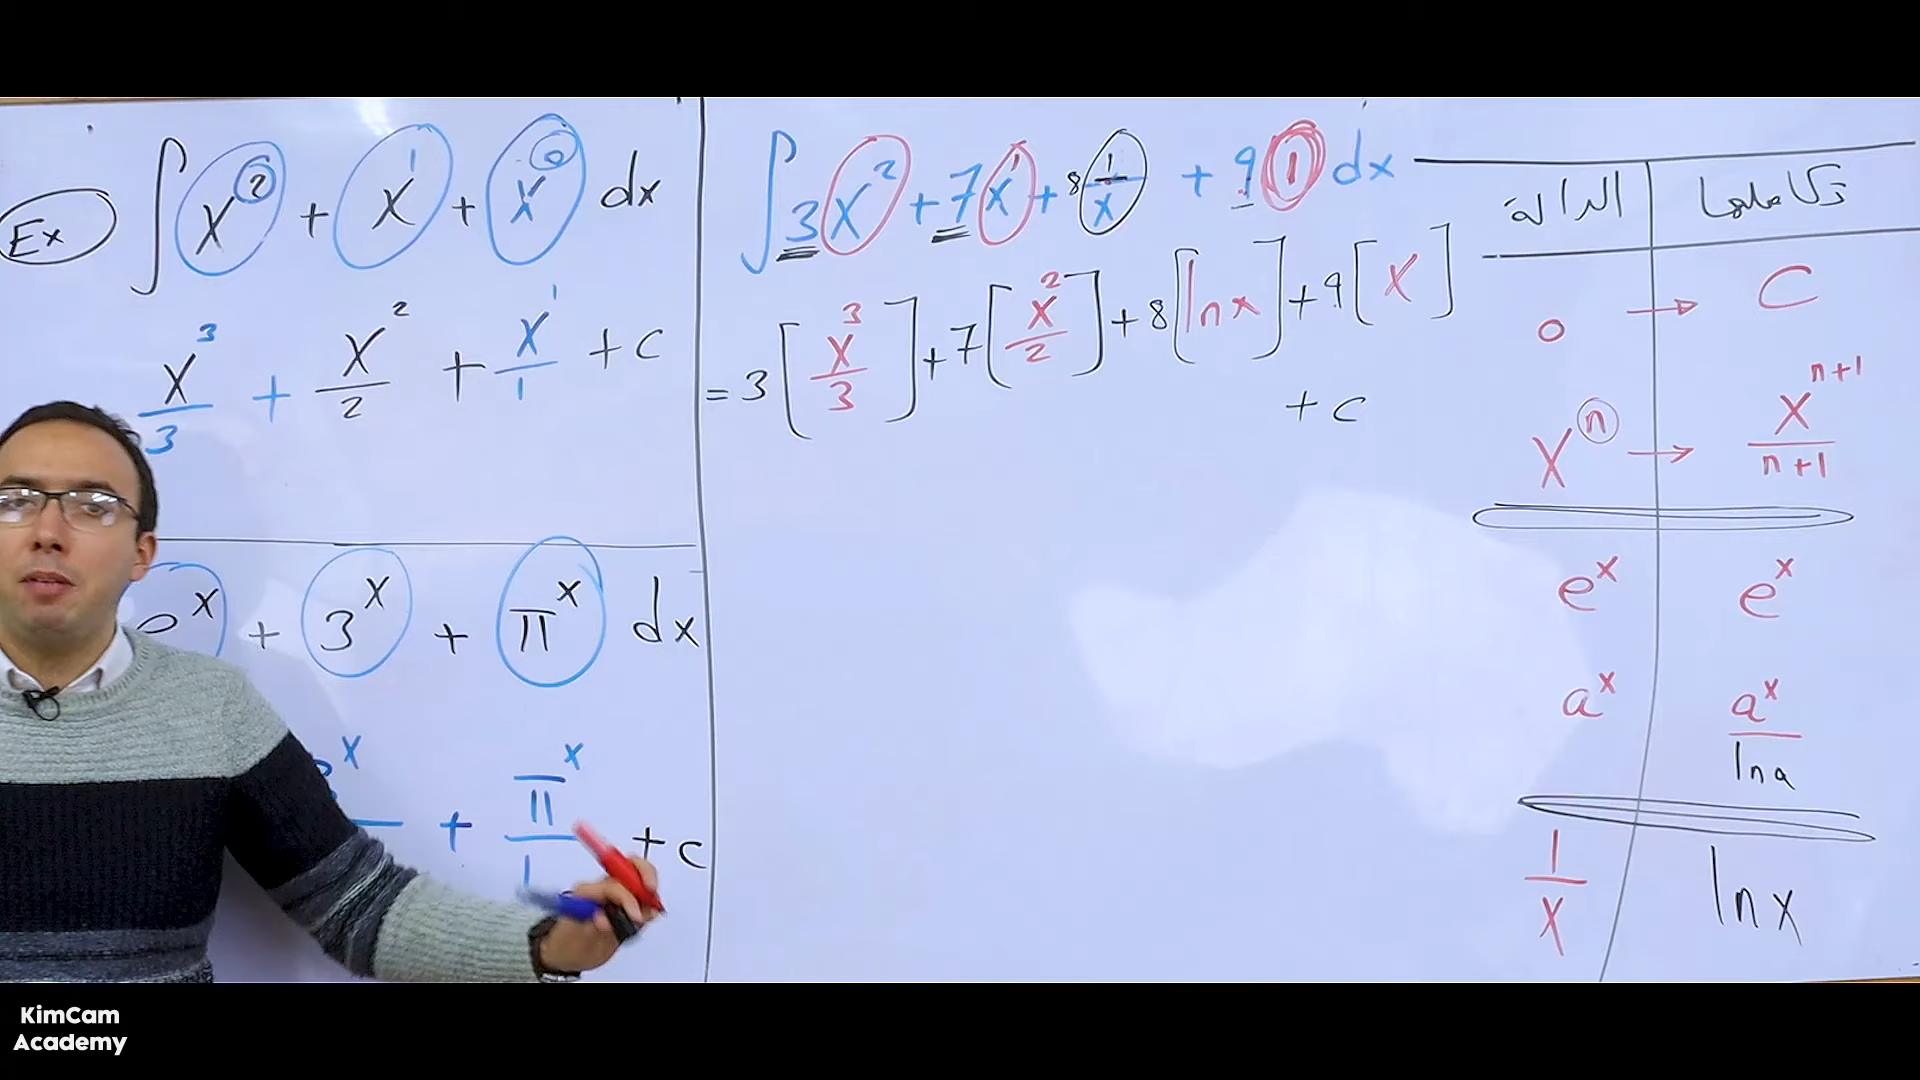 Ex ∫ x² + x¹ + x⁰ dx
x³/3 + x²/2 + x¹/1 + c
eˣ + 3ˣ + πˣ dx
x + πˣ + c
∫ 3x² + 7x¹ + 8 1/x + 9 1 dx
= 3[x³/3] + 7[x²/2] + 8[ln x] + 9[x]
+ c
الدالة تكاملها
0 → C
xⁿ → xⁿ⁺¹/n+1
eˣ eˣ
aˣ aˣ/ln a
1/x ln x
KimCam
Academy